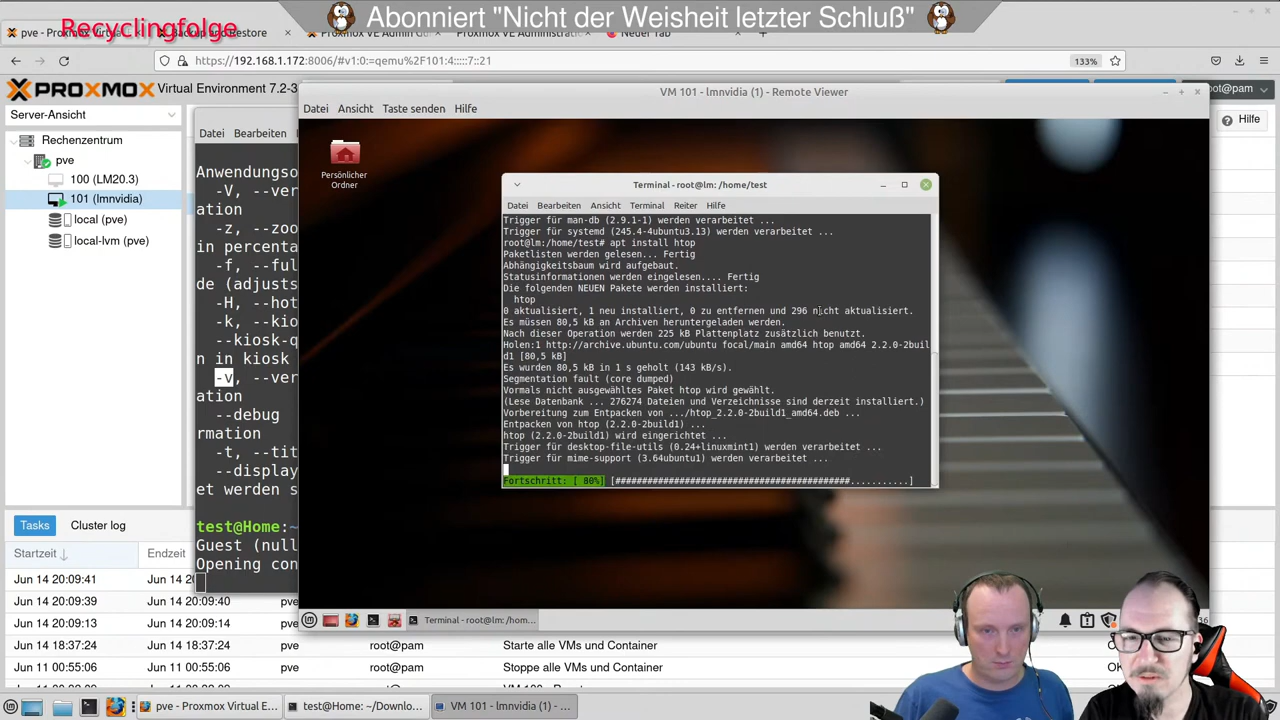 Abonniert "Nicht der Weisheit letzter Schluß"
Recyclingfolge
pve - Proxmox Virtual
Backup and Restore
Proxmox VE Admin
Proxmox VE Administration
Neuer Tab
https://192.168.1.172:8006/#v1:0:=qemu%2F101:4:::::7::21
133%
PROXMOX Virtual Environment 7.2-3
root@pam
Server-Ansicht
Hilfe
Rechenzentrum
pve
100 (LM20.3)
101 (lmnvidia)
local (pve)
local-lvm (pve)
Datei Bearbeiten
Anwendungso
-V, --ver
ation
-z, --zoo
in percenta
-f, --ful
de (adjusts
-H, --hot
-k, --kio
--kiosk-q
n in kiosk
-v, --ver
ation
--debug
rmation
-t, --tit
--display
et werden s
test@Home:~
Guest (null
Opening con
VM 101 - lmnvidia (1) - Remote Viewer
Datei Ansicht Taste senden Hilfe
Persönlicher
Ordner
Terminal - root@lm: /home/test
Datei Bearbeiten Ansicht Terminal Reiter Hilfe
Trigger für man-db (2.9.1-1) werden verarbeitet ...
Trigger für systemd (245.4-4ubuntu3.13) werden verarbeitet ...
root@lm:/home/test# apt install htop
Paketlisten werden gelesen... Fertig
Abhängigkeitsbaum wird aufgebaut.
Statusinformationen werden eingelesen.... Fertig
Die folgenden NEUEN Pakete werden installiert:
htop
0 aktualisiert, 1 neu installiert, 0 zu entfernen und 296 nicht aktualisiert.
Es müssen 80,5 kB an Archiven heruntergeladen werden.
Nach dieser Operation werden 225 kB Plattenplatz zusätzlich benutzt.
Holen:1 http://archive.ubuntu.com/ubuntu focal/main amd64 htop amd64 2.2.0-2buil
d1 [80,5 kB]
Es wurden 80,5 kB in 1 s geholt (143 kB/s).
Segmentation fault (core dumped)
Vormals nicht ausgewähltes Paket htop wird gewählt.
(Lese Datenbank ... 276274 Dateien und Verzeichnisse sind derzeit installiert.)
Vorbereitung zum Entpacken von .../htop_2.2.0-2build1_amd64.deb ...
Entpacken von htop (2.2.0-2build1) ...
htop (2.2.0-2build1) wird eingerichtet ...
Trigger für desktop-file-utils (0.24+linuxmint1) werden verarbeitet ...
Trigger für mime-support (3.64ubuntu1) werden verarbeitet ...
Fortschritt: [ 80%] [############################################...........]
Terminal - root@lm: /hom...
Tasks Cluster log
Startzeit Endzeit
Jun 14 20:09:41 Jun 14 20
Jun 14 20:09:39 Jun 14 20:09:40 pve
Jun 14 20:09:13 Jun 14 20:09:14 pve
Jun 14 18:37:24 Jun 14 18:37:24 pve root@pam Starte alle VMs und Container
Jun 11 00:55:06 Jun 11 00:55:06 pve root@pam Stoppe alle VMs und Container
pve - Proxmox Virtual E...
test@Home: ~/Downlo...
VM 101 - lmnvidia (1) - ...